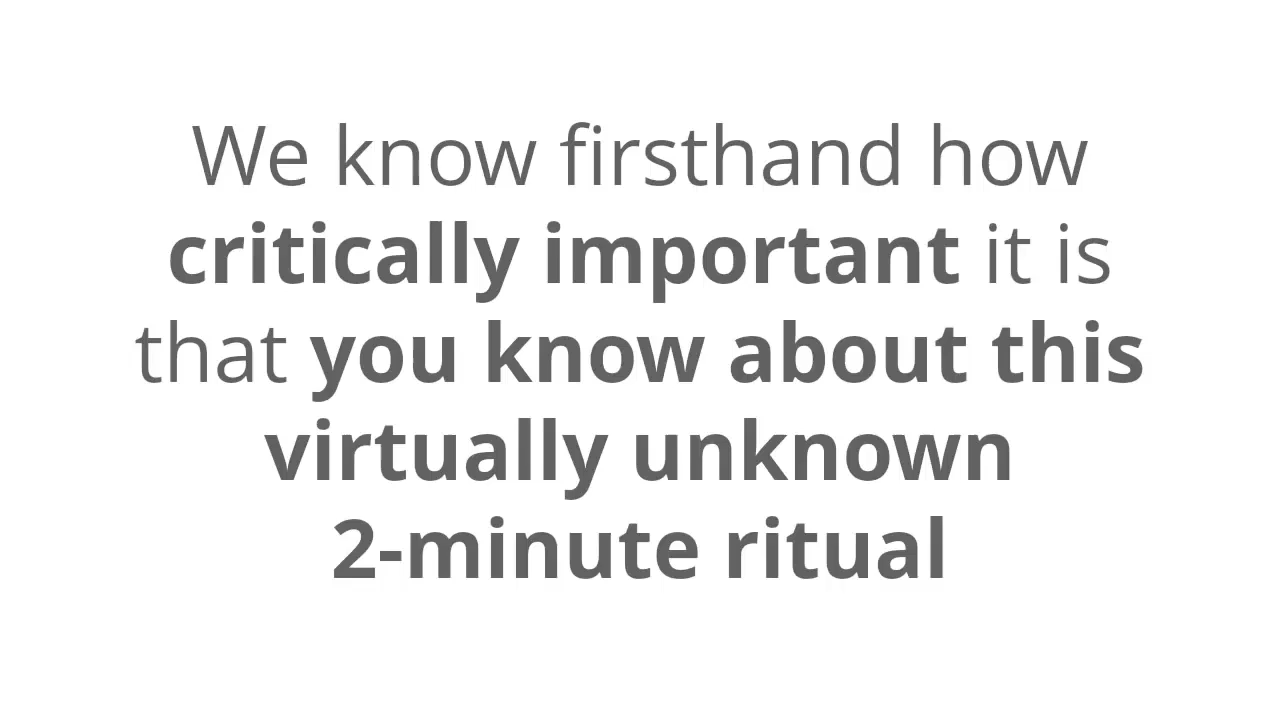 We know firsthand how
critically important it is
that you know about this
virtually unknown
2-minute ritual